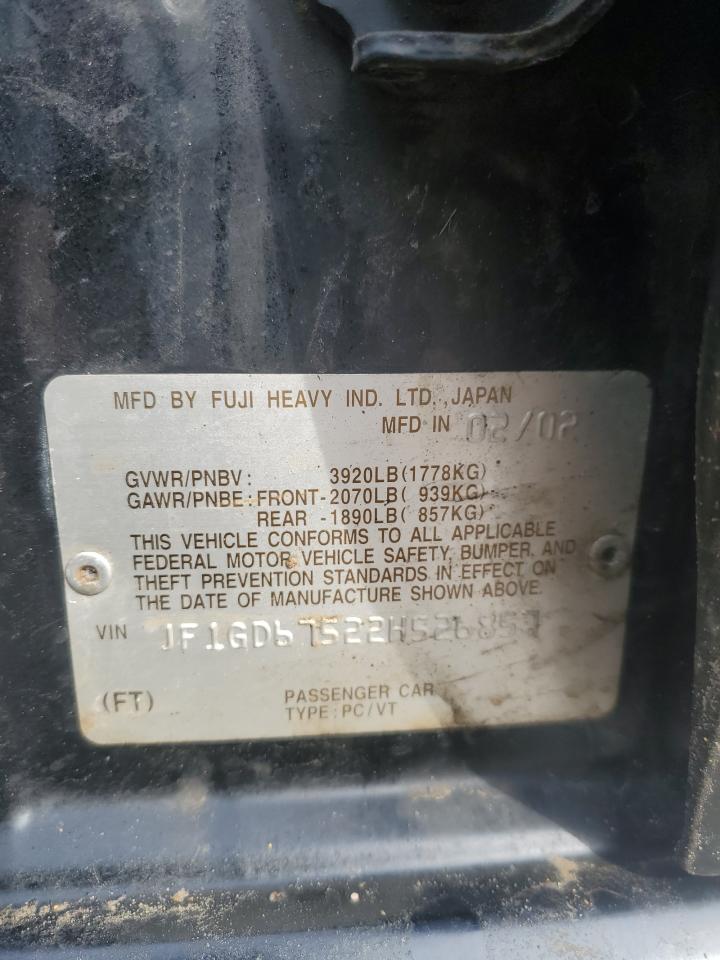 MFD BY FUJI HEAVY IND. LTD. ,JAPAN
MFD IN 02/02
GVWR/PNBV: 3920LB(1778KG)
GAWR/PNBE:FRONT-2070LB( 939KG)
REAR -1890LB( 857KG)
THIS VEHICLE CONFORMS TO ALL APPLICABLE
FEDERAL MOTOR VEHICLE SAFETY, BUMPER, AND
THEFT PREVENTION STANDARDS IN EFFECT ON
THE DATE OF MANUFACTURE SHOWN ABOVE.
VIN JF1GD67522H526857
(FT) PASSENGER CAR
TYPE:PC/VT